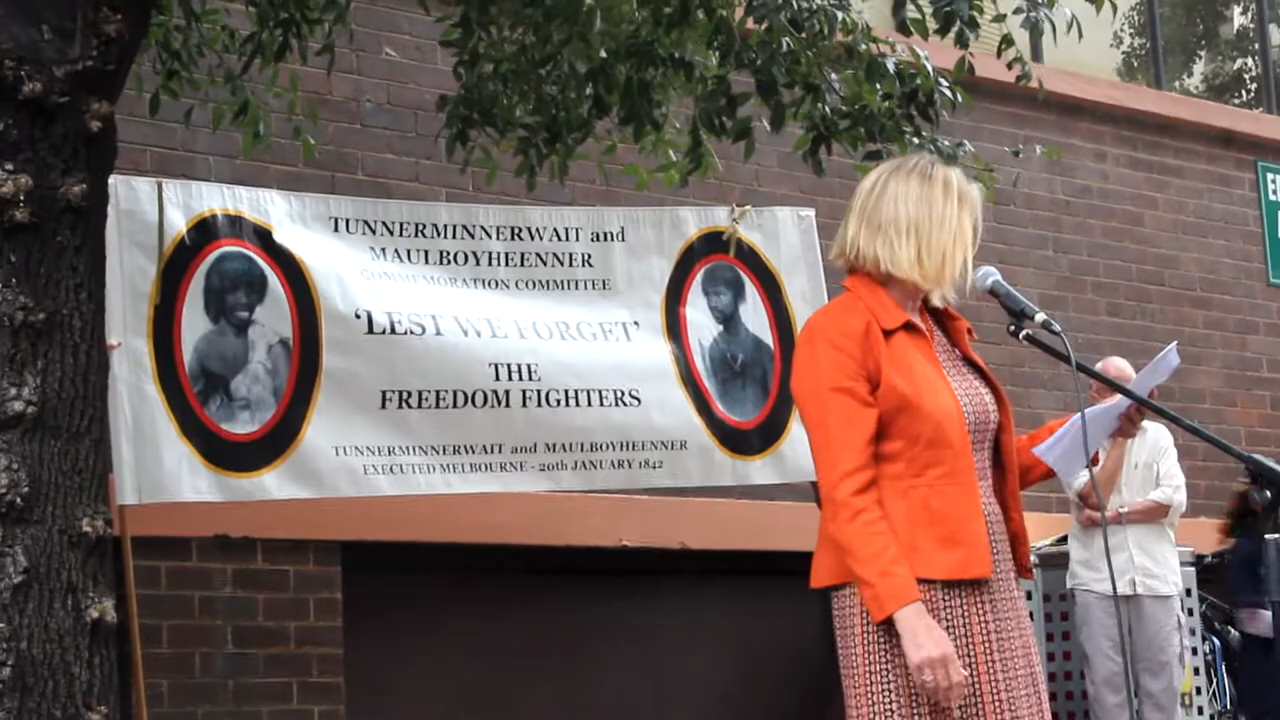 TUNNERMINNERWAIT and
MAULBOYHEENNER
COMMEMORATION COMMITTEE
'LEST WE FORGET'
THE
FREEDOM FIGHTERS
TUNNERMINNERWAIT and MAULBOYHEENNER
EXECUTED MELBOURNE - 20th JANUARY 1842